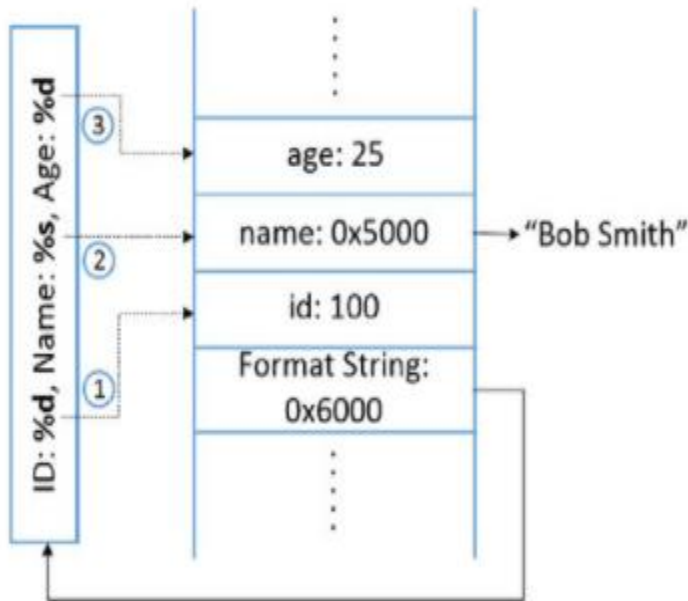 ID: %d, Name: %s, Age: %d
3
age: 25
2
name: 0x5000
“Bob Smith”
id: 100
1
Format String:
0x6000